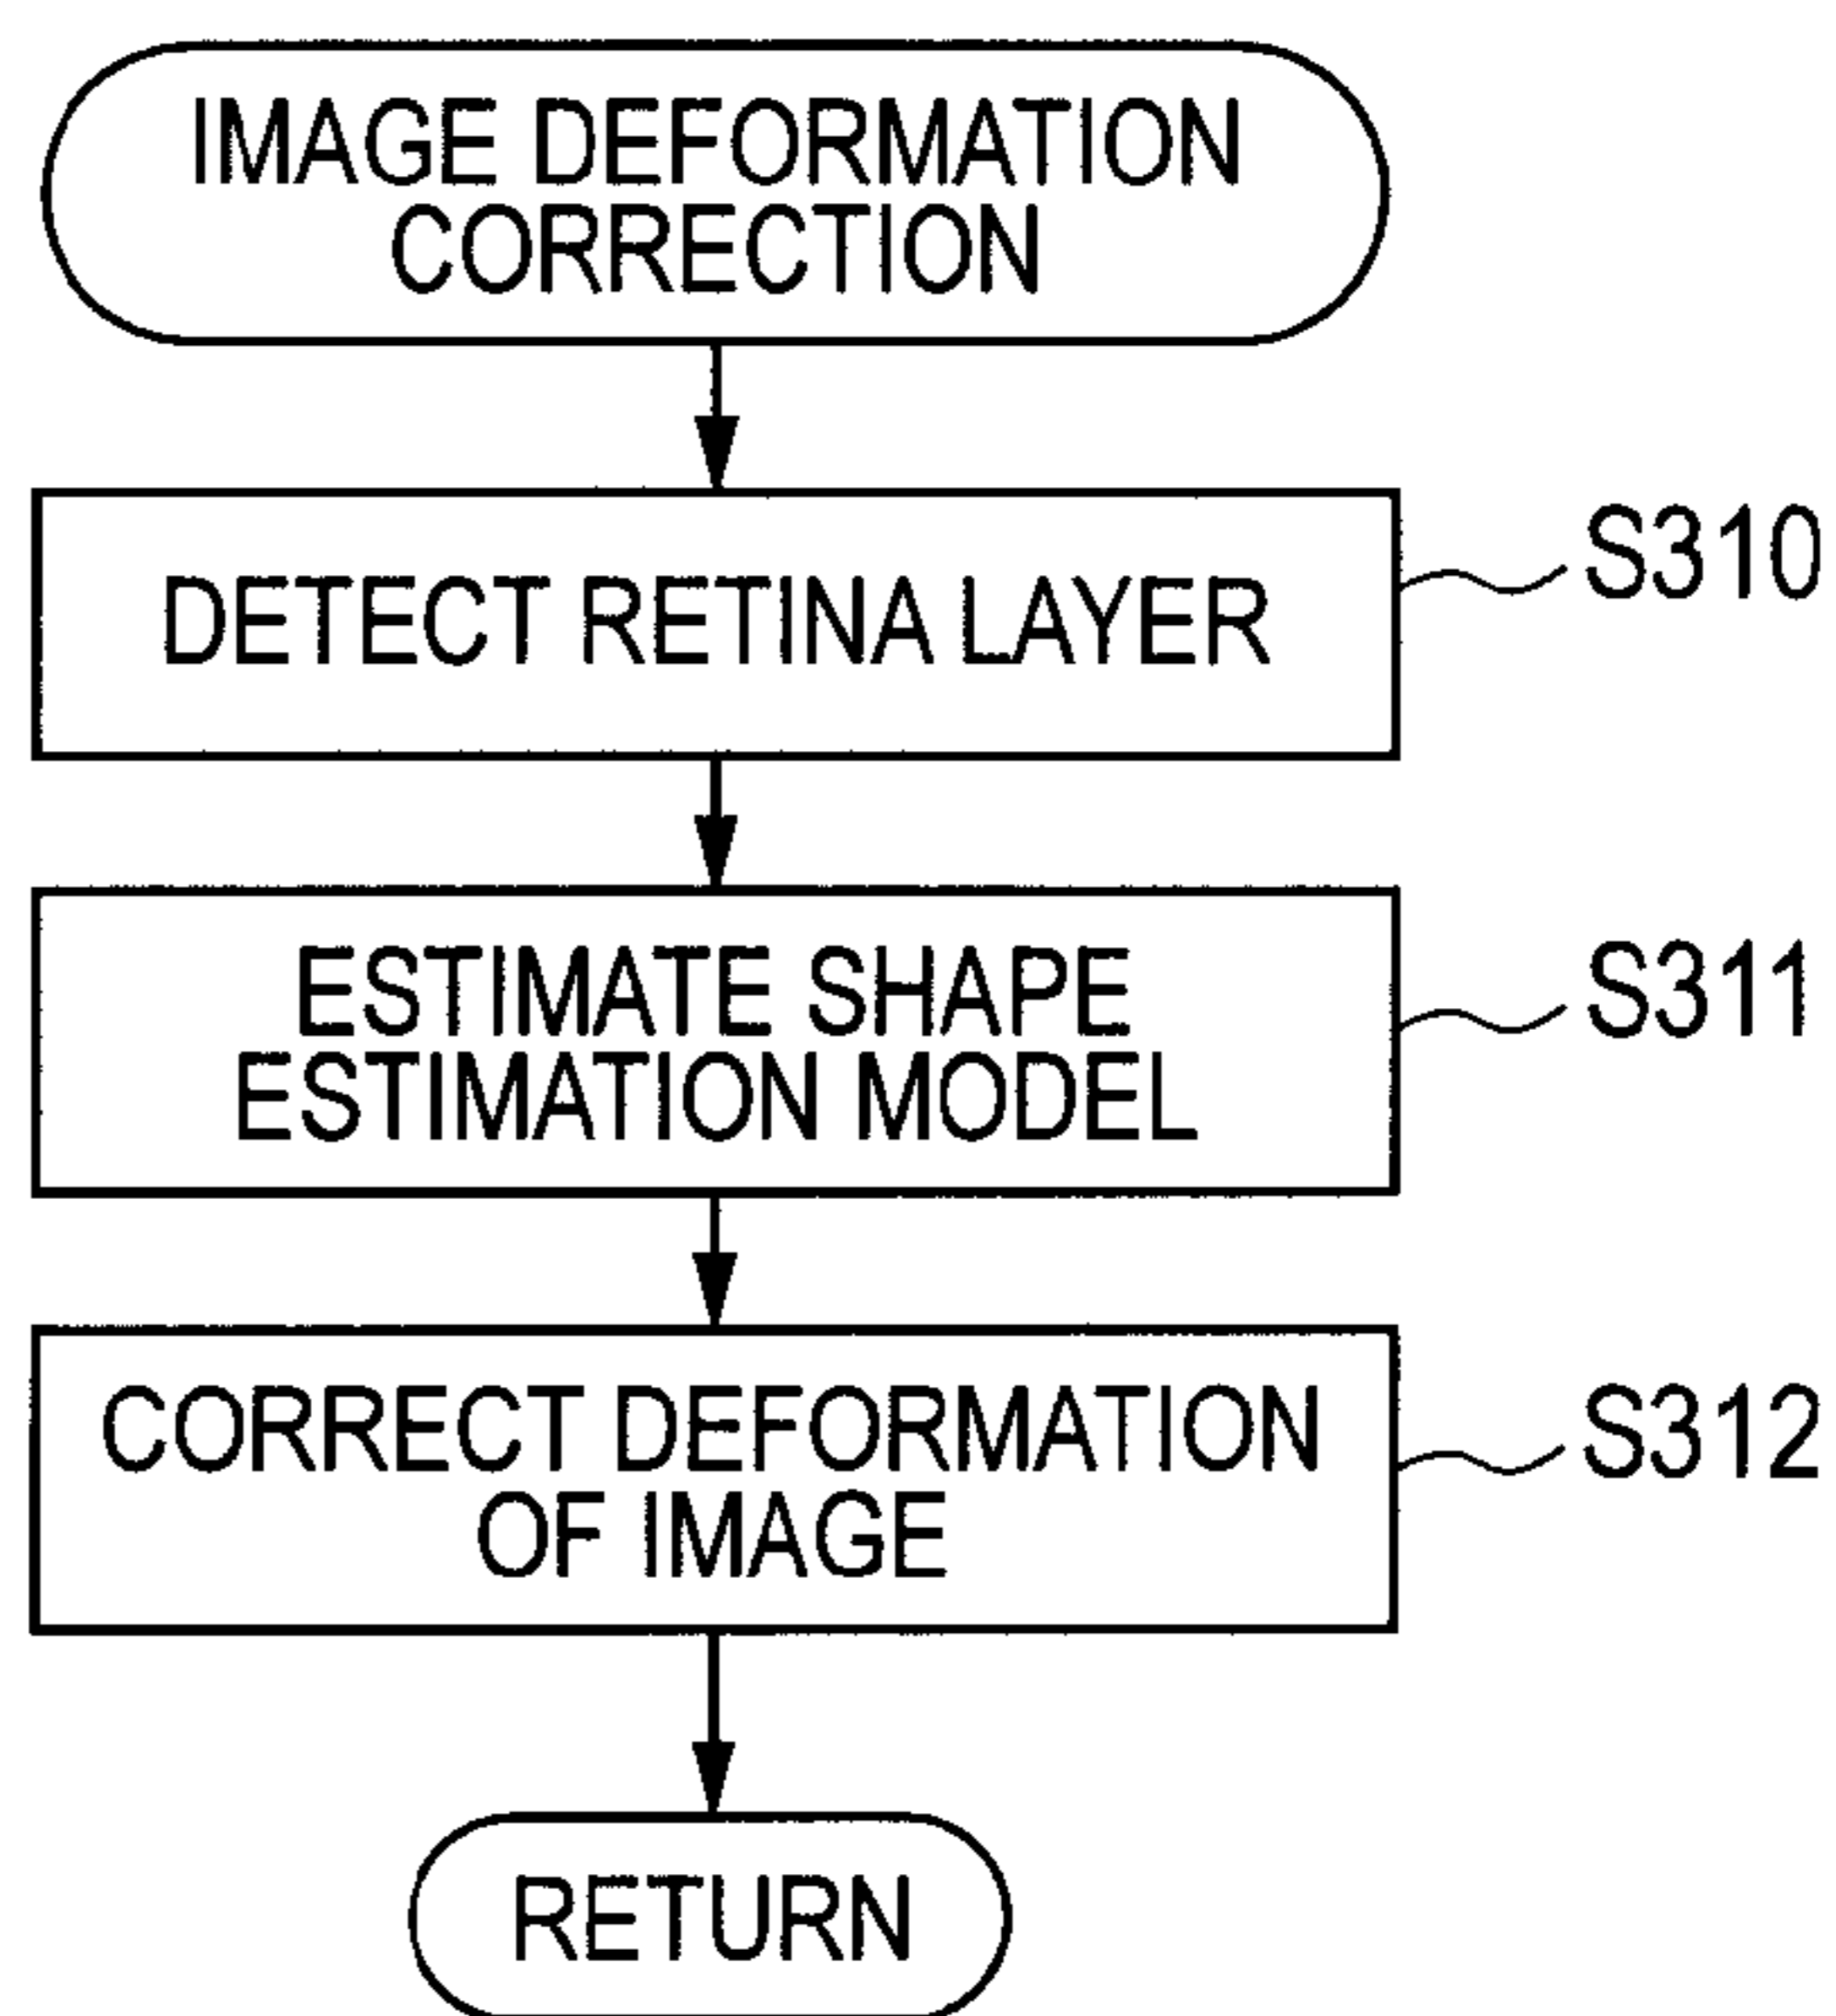 IMAGE DEFORMATION
CORRECTION
DETECT RETINA LAYER
S310
ESTIMATE SHAPE
ESTIMATION MODEL
S311
CORRECT DEFORMATION
OF IMAGE
S312
RETURN